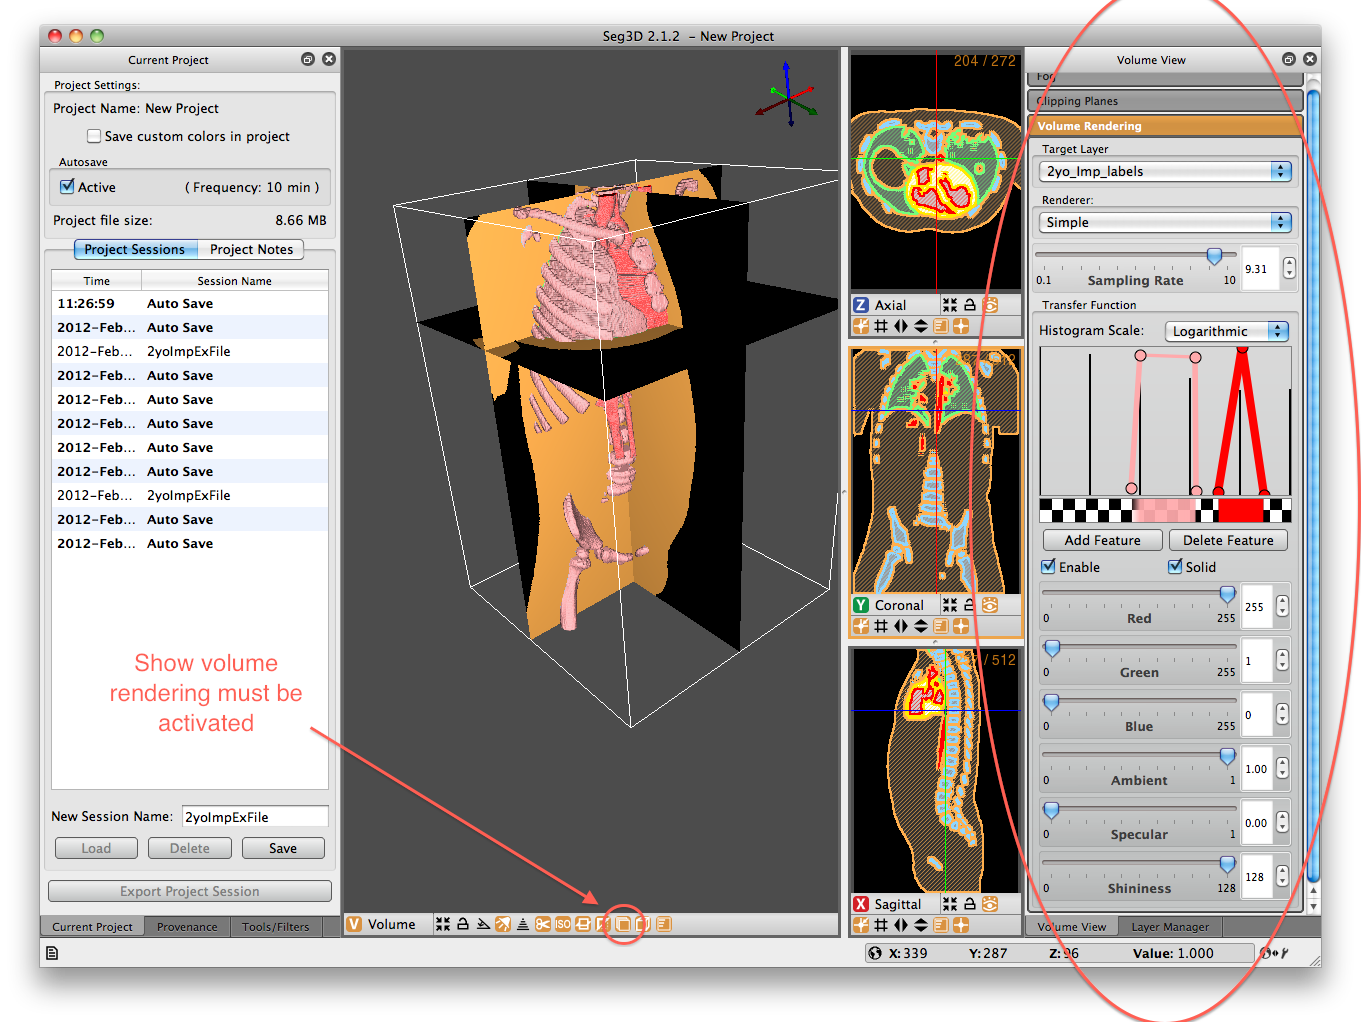 Seg3D 2.1.2 - New Project
Current Project
Project Settings:
Project Name: New Project
Save custom colors in project
Autosave
Active
( Frequency: 10 min )
Project file size:
8.66 MB
Project Sessions
Project Notes
Time
Session Name
11:26:59 Auto Save
2012-Feb... Auto Save
2012-Feb... 2yoImpExFile
2012-Feb... Auto Save
2012-Feb... Auto Save
2012-Feb... Auto Save
2012-Feb... Auto Save
2012-Feb... Auto Save
2012-Feb... 2yoImpExFile
2012-Feb... Auto Save
2012-Feb... Auto Save
Show volume
rendering must be
activated
New Session Name: 2yoImpExFile
Load
Delete
Save
Export Project Session
Current Project
Provenance
Tools/Filters
V Volume
ISO
204 / 272
Z Axial
Y Coronal
/ 512
X Sagittal
Volume View
Fog
Clipping Planes
Volume Rendering
Target Layer
2yo_Imp_labels
Renderer:
Simple
0.1 Sampling Rate 10
9.31
Transfer Function
Histogram Scale: Logarithmic
Add Feature
Delete Feature
Enable
Solid
0 Red 255
255
0 Green 255
1
0 Blue 255
0
0 Ambient 1
1.00
0 Specular 1
0.00
0 Shininess 128
128
Volume View
Layer Manager
X: 339 Y: 287 Z: 96 Value: 1.000